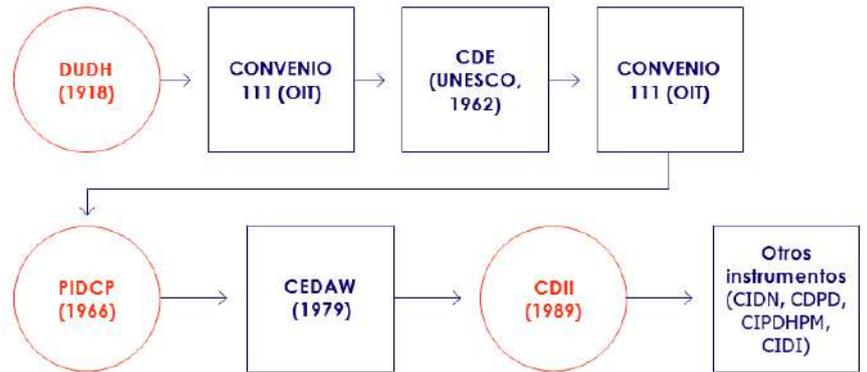 DUDH
(1918)
CONVENIO
111 (OIT)
CDE
(UNESCO,
1962)
CONVENIO
111 (OIT)
PIDCP
(1966)
CEDAW
(1979)
CDII
(1989)
Otros
instrumentos
(CIDN, CDPD,
CIPDHPM,
CIDI)